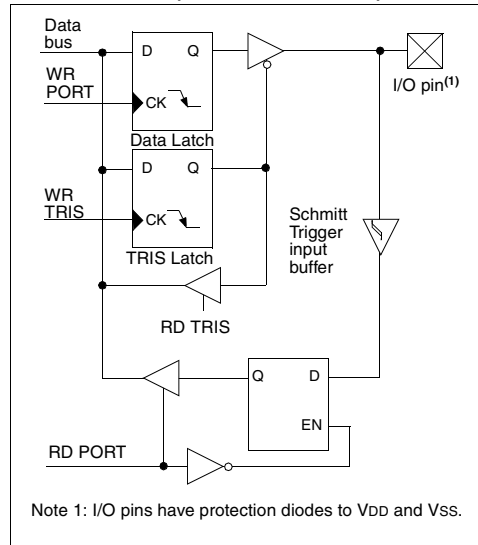 Data
bus
D Q
WR
PORT
CK
I/O pin(1)
Data Latch
D Q
WR
TRIS
CK
Schmitt
Trigger
input
buffer
TRIS Latch
RD TRIS
Q D
EN
RD PORT
Note 1: I/O pins have protection diodes to VDD and VSS.